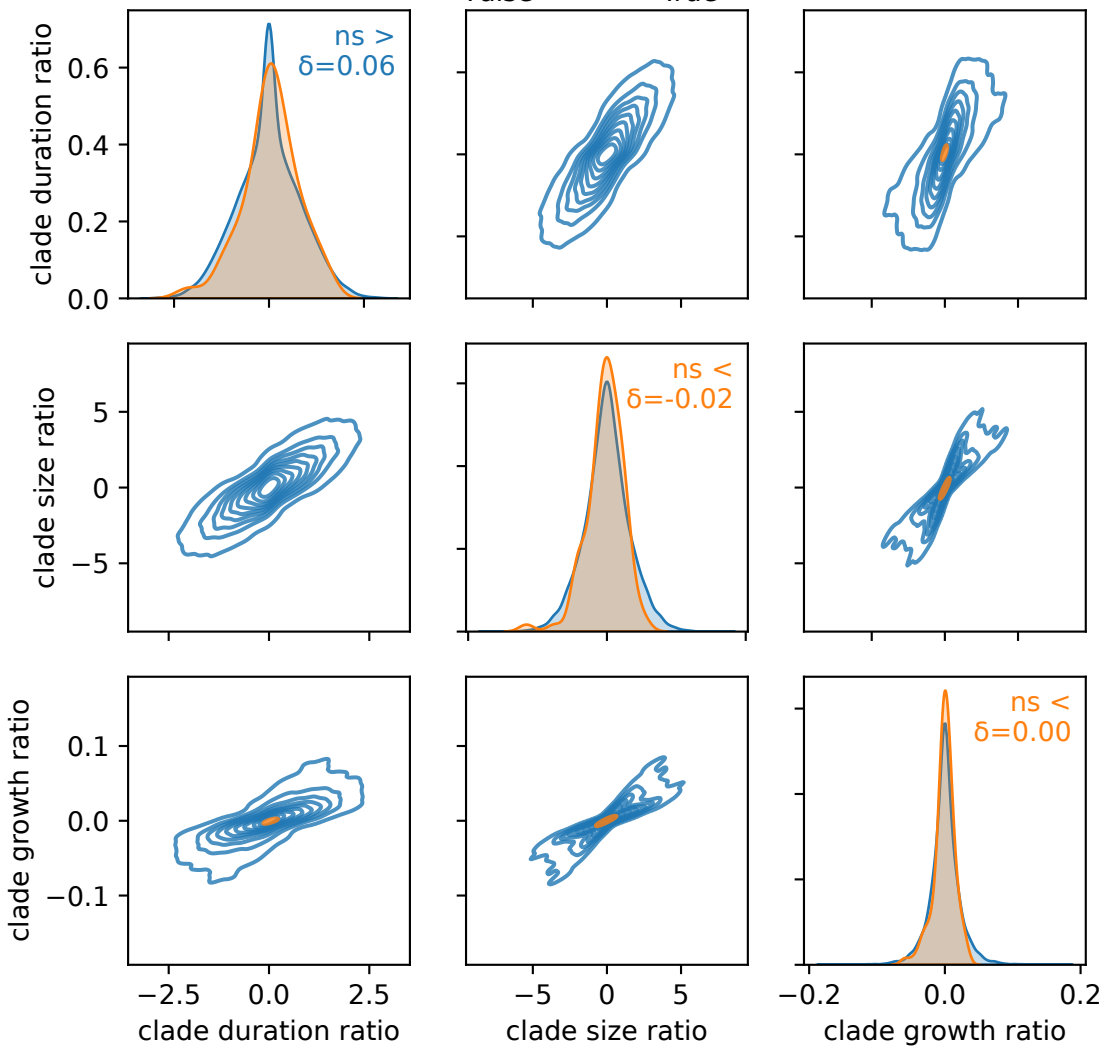 ns >
δ=0.06
clade duration ratio
0.6
0.4
0.2
0.0
ns <
δ=-0.02
clade size ratio
5
0
−5
ns <
δ=0.00
clade growth ratio
0.1
0.0
−0.1
−2.5 0.0 2.5
−5 0 5
−0.2 0.0 0.2
clade duration ratio
clade size ratio
clade growth ratio